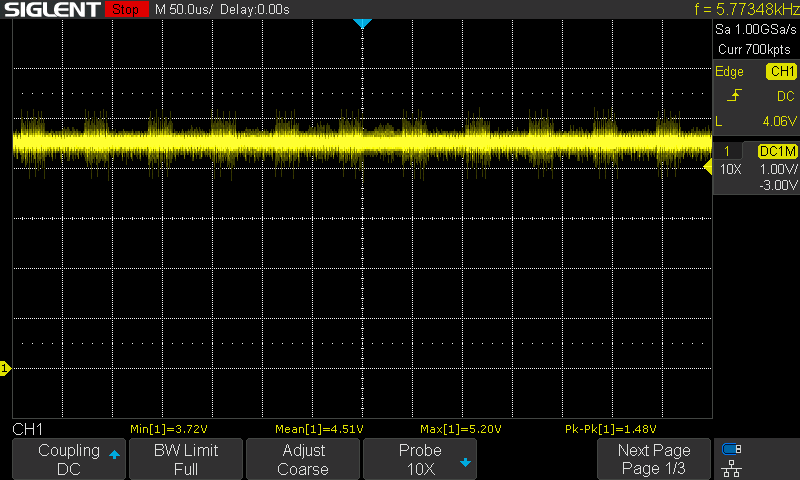 SIGLENT Stop M 50.0us/ Delay:0.00s f = 5.77348kHz
Sa 1.00GSa/s
Curr 700kpts
Edge CH1
DC
L 4.06V
1 DC1M
10X 1.00V/
-3.00V
1
CH1 Min[1]=3.72V Mean[1]=4.51V Max[1]=5.20V Pk-Pk[1]=1.48V
Coupling BW Limit Adjust Probe Next Page
DC Full Coarse 10X Page 1/3